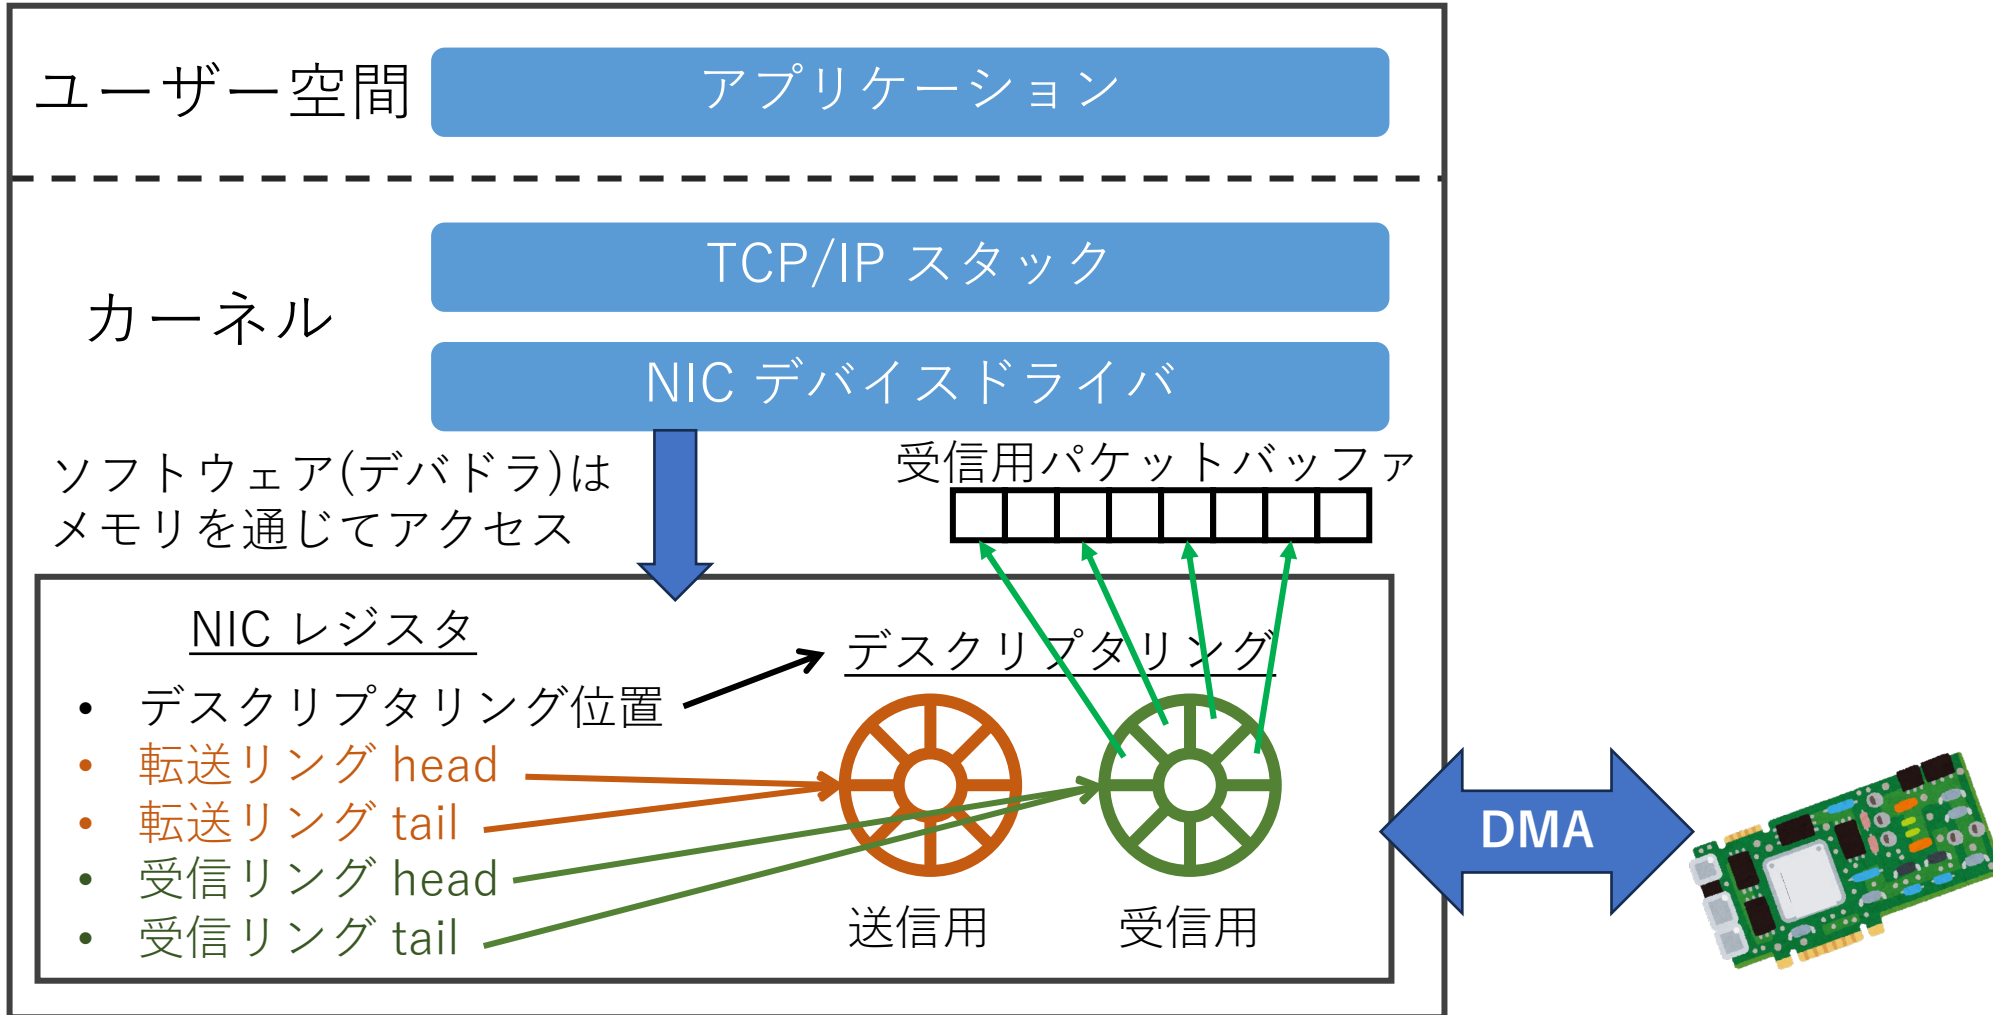 ユーザー空間
アプリケーション
カーネル
TCP/IP スタック
NIC デバイスドライバ
ソフトウェア(デバドラ)は
メモリを通じてアクセス
受信用パケットバッファ
NIC レジスタ
• デスクリプタリング位置
• 転送リング head
• 転送リング tail
• 受信リング head
• 受信リング tail
デスクリプタリング
送信用
受信用
DMA